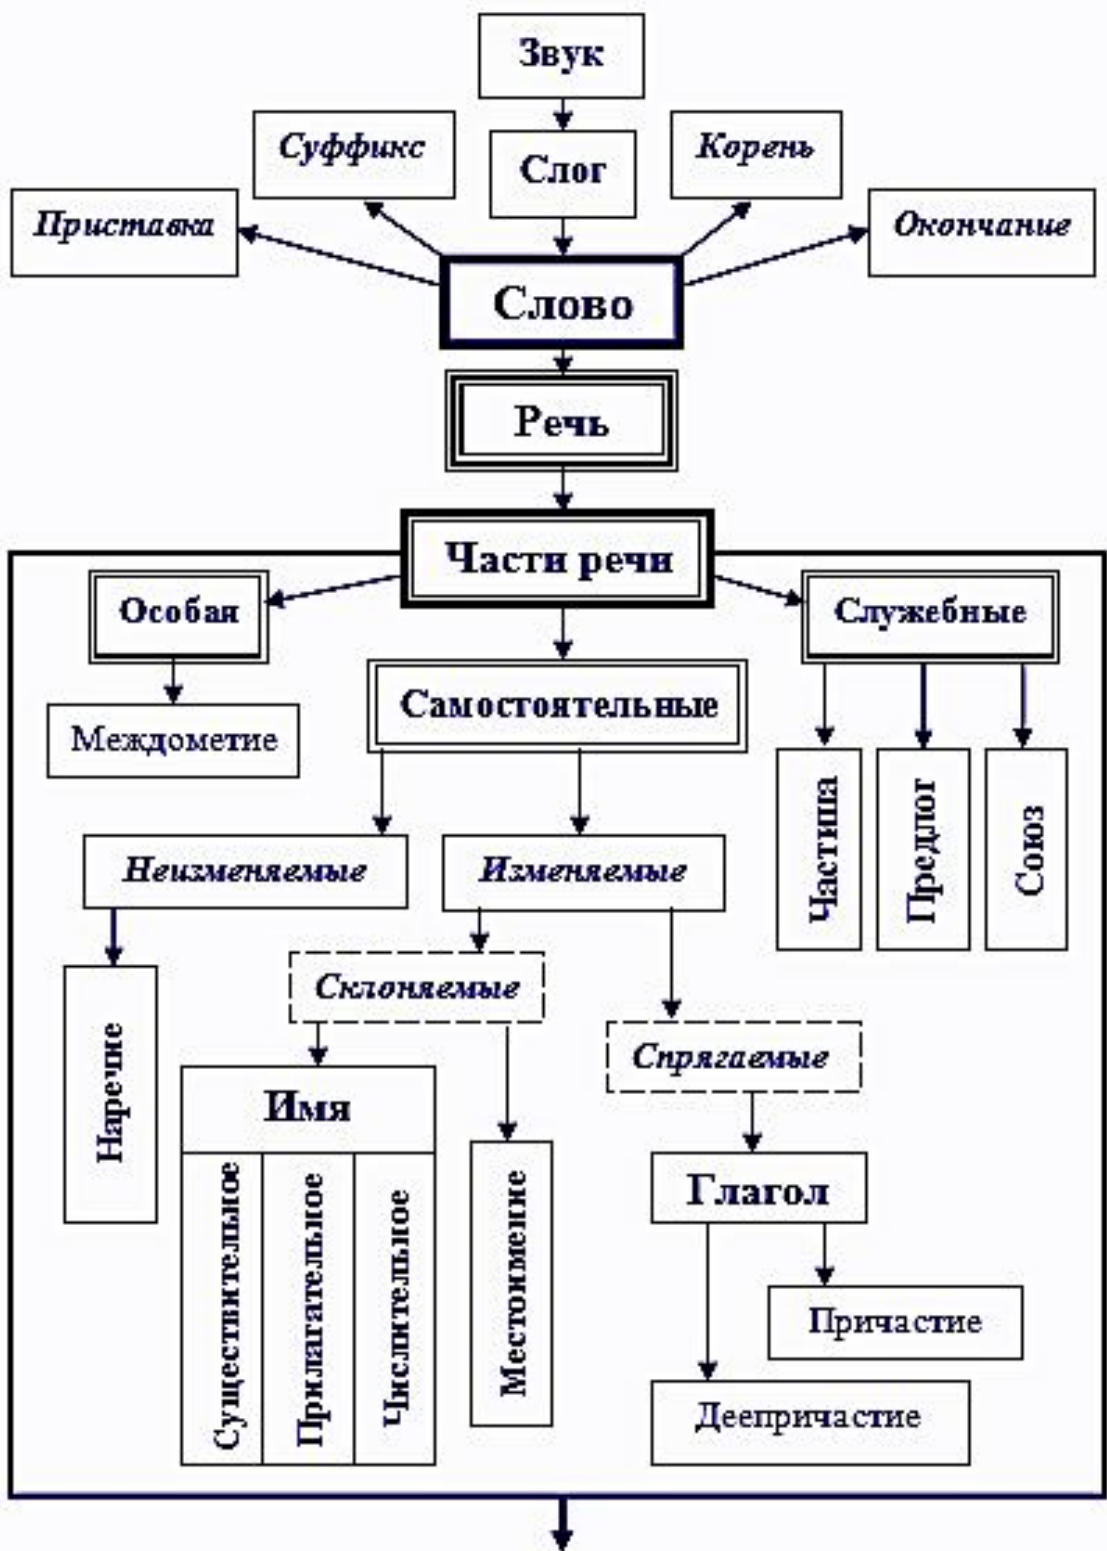 Звук
Суффикс
Слог
Корень
Приставка
Окончание
Слово
Речь
Части речи
Особая
Служебные
Самостоятельные
Междометие
Частица
Предлог
Союз
Неизменяемые
Изменяемые
Склоняемые
Спрягаемые
Наречие
Имя
Существительное
Прилагательное
Числительное
Местоимение
Глагол
Причастие
Деепричастие